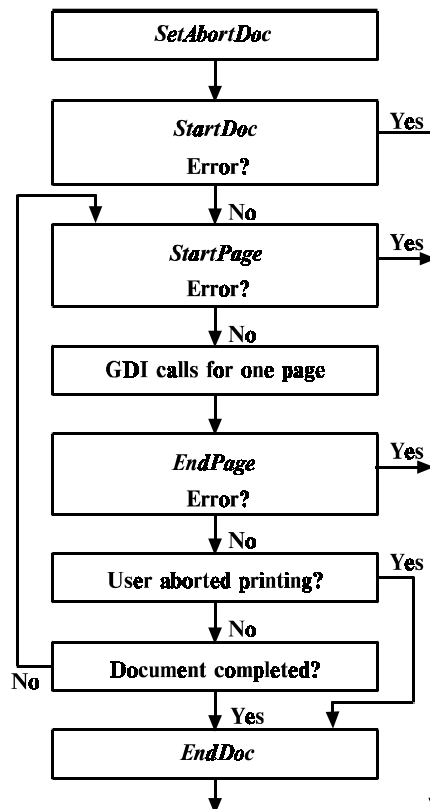 SetAbortDoc
StartDoc
Yes
Error?
No
StartPage
Yes
Error?
No
GDI calls for one page
EndPage
Yes
Error?
No
Yes
User aborted printing?
No
Document completed?
No
Yes
EndDoc